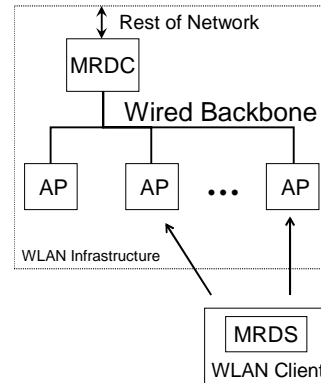 Rest of Network
MRDC
Wired Backbone
AP
AP
...
AP
WLAN Infrastructure
MRDS
WLAN Client